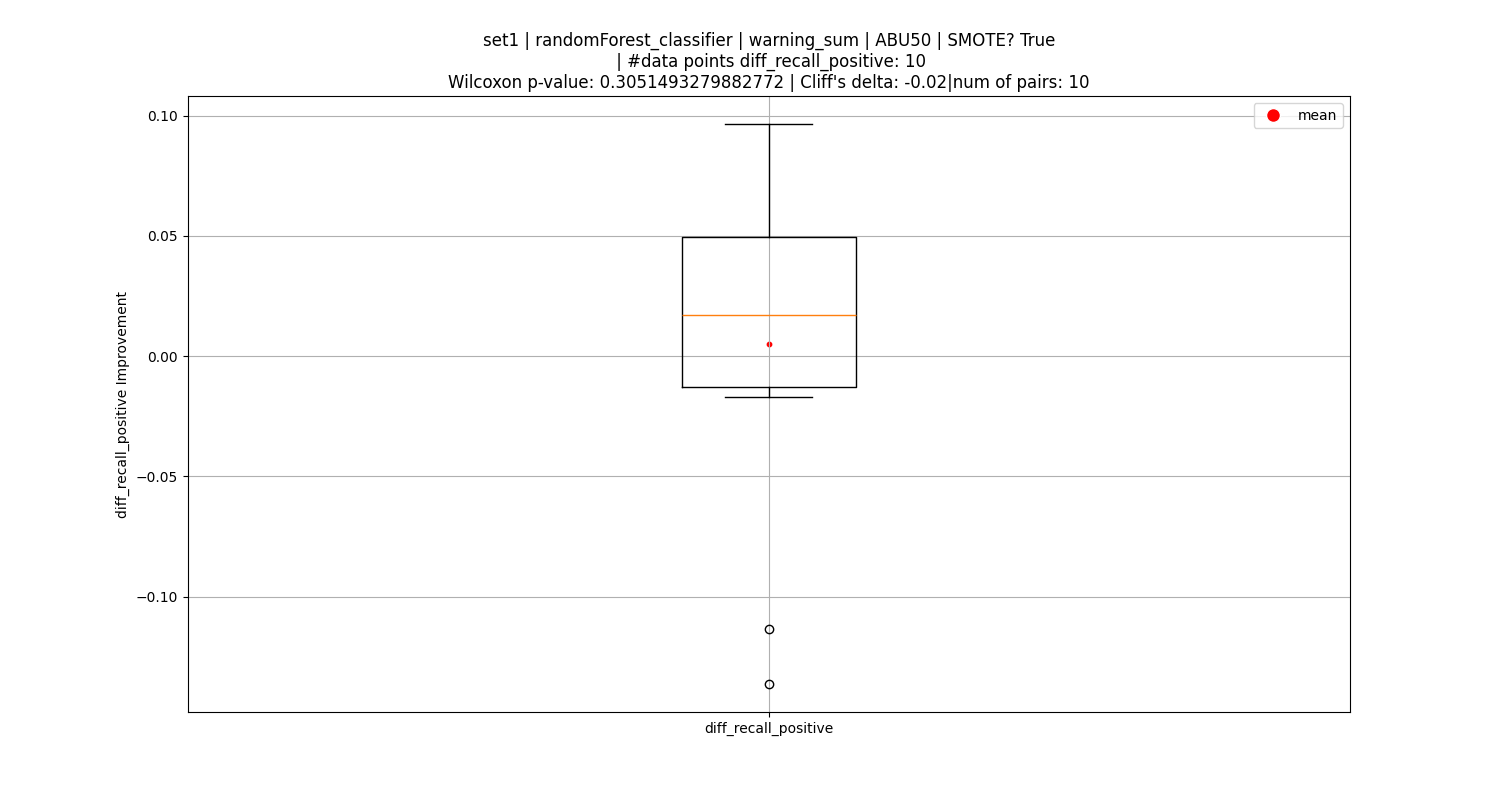 set1 | randomForest_classifier | warning_sum | ABU50 | SMOTE? True
| #data points diff_recall_positive: 10
Wilcoxon p-value: 0.3051493279882772 | Cliff's delta: -0.02|num of pairs: 10
mean
0.10
0.05
0.00
−0.05
−0.10
diff_recall_positive Improvement
diff_recall_positive